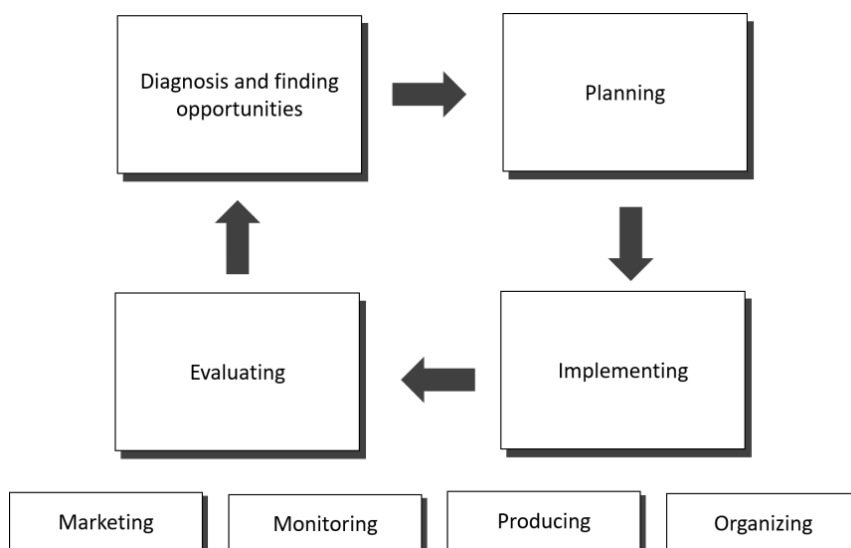 Diagnosis and finding
opportunities
Planning
Evaluating
Implementing
Marketing
Monitoring
Producing
Organizing